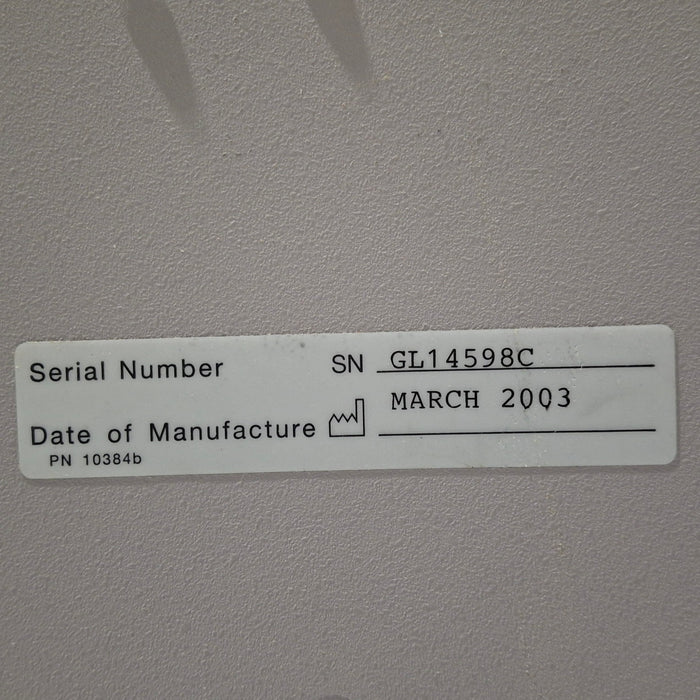 Serial Number SN GL14598C
MARCH 2003
Date of Manufacture
PN 10384b